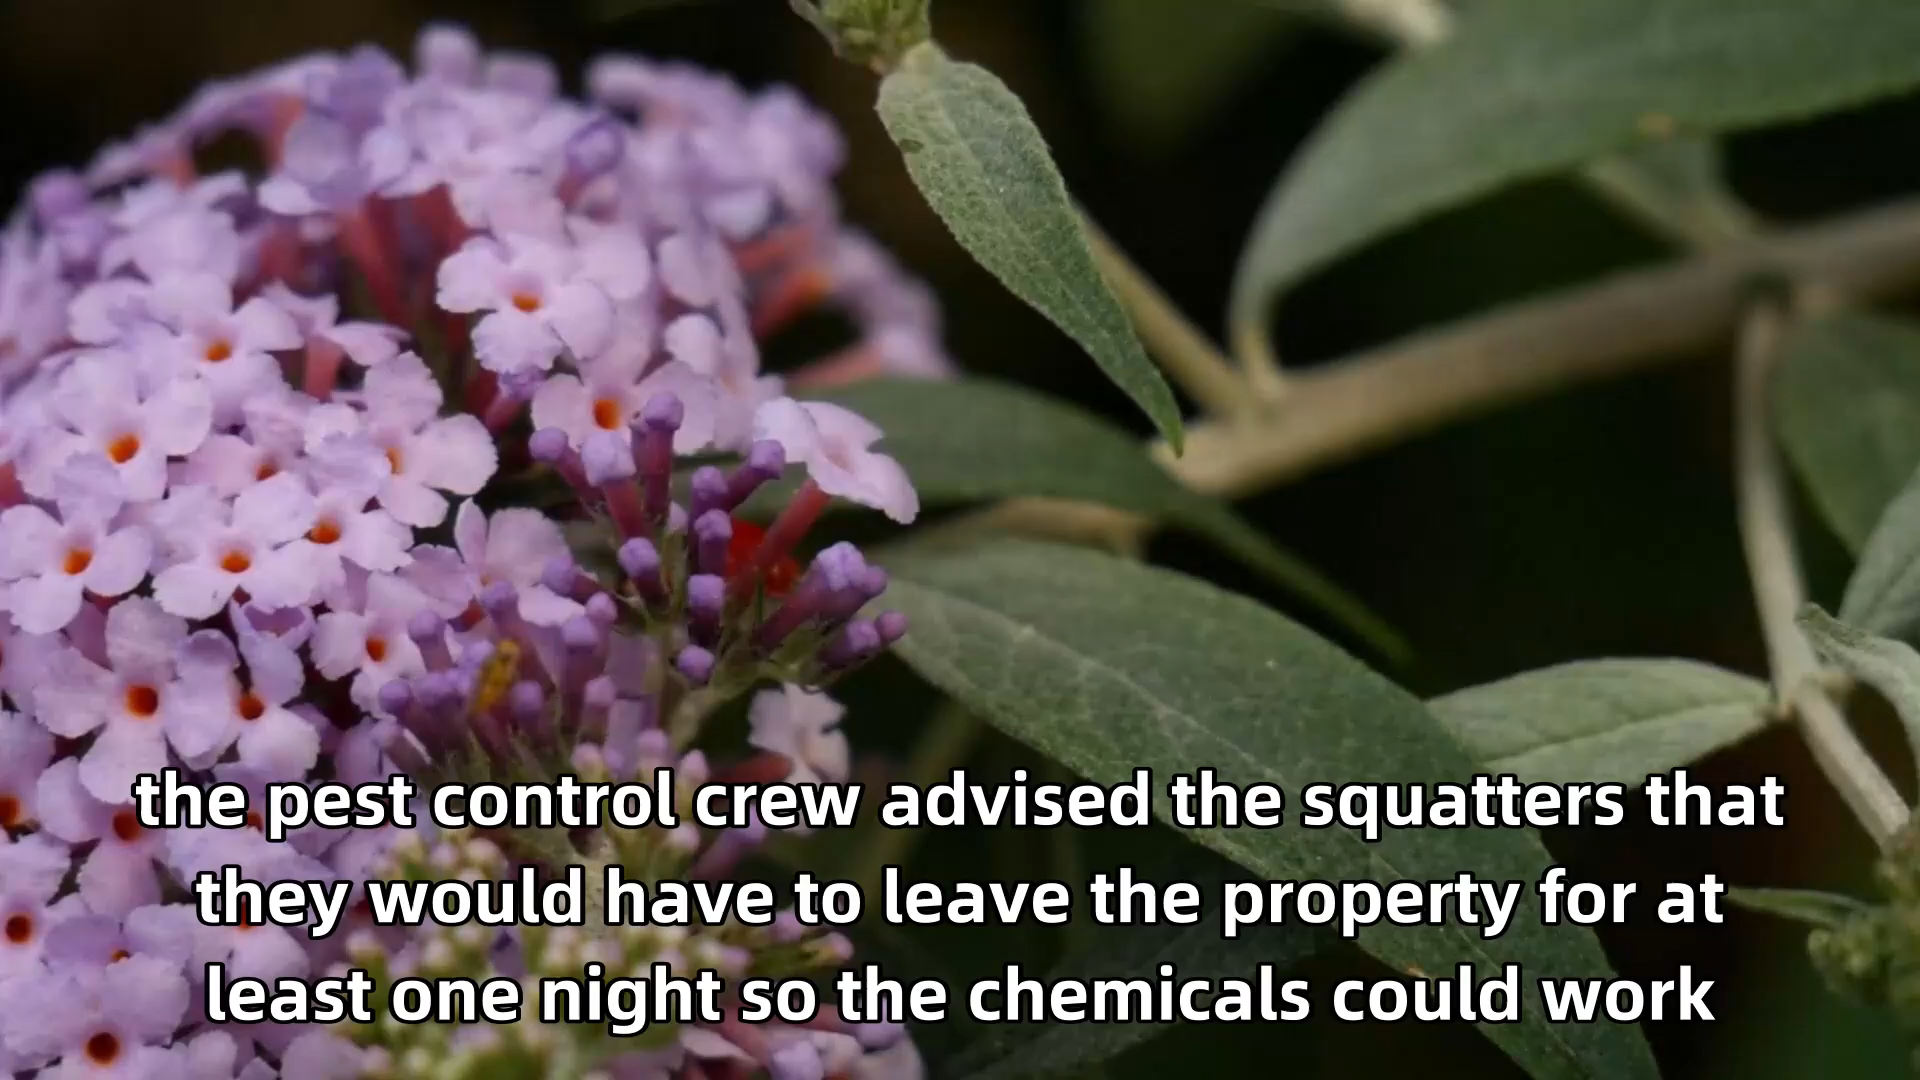 the pest control crew advised the squatters that
they would have to leave the property for at
least one night so the chemicals could work